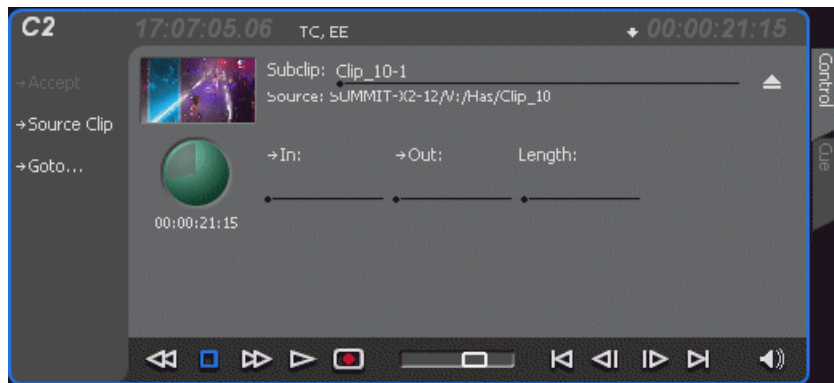 C2 17:07:05.06 TC, EE 00:00:21:15
→Accept
→Source Clip
→Goto...
Subclip: Clip_10-1
Source: SUMMIT-X2-12/V:/Has/Clip_10
→In: →Out: Length:
00:00:21:15
Control
Cue